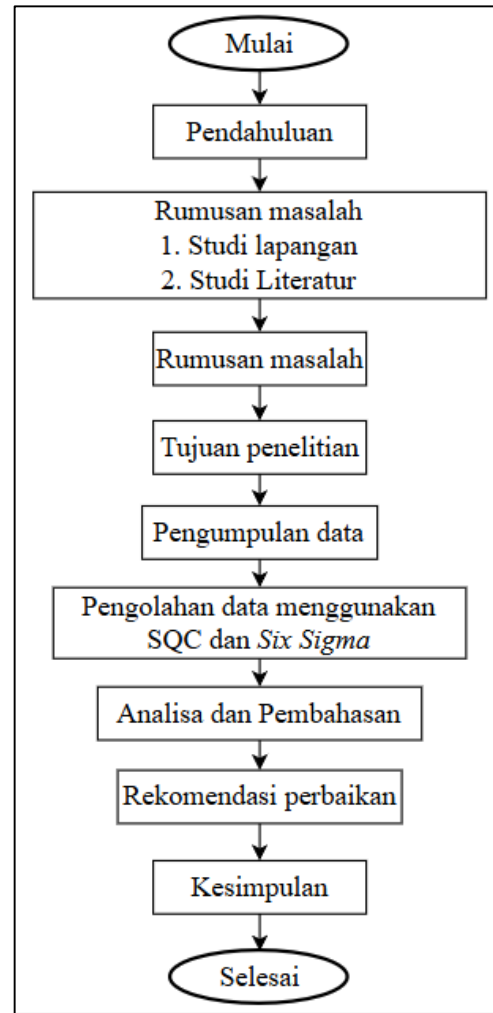 Mulai
Pendahuluan
Rumusan masalah
1. Studi lapangan
2. Studi Literatur
Rumusan masalah
Tujuan penelitian
Pengumpulan data
Pengolahan data menggunakan
SQC dan Six Sigma
Analisa dan Pembahasan
Rekomendasi perbaikan
Kesimpulan
Selesai